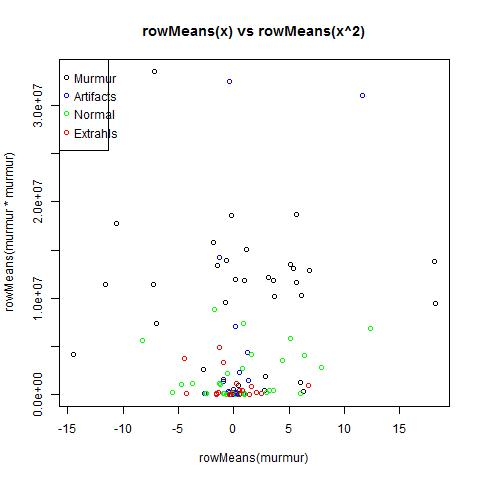 rowMeans(x) vs rowMeans(x^2)
Murmur
Artifacts
Normal
Extrahls
rowMeans(murmur * murmur)
3.0e+07
2.0e+07
1.0e+07
0.0e+00
-15
-10
-5
0
5
10
15
rowMeans(murmur)